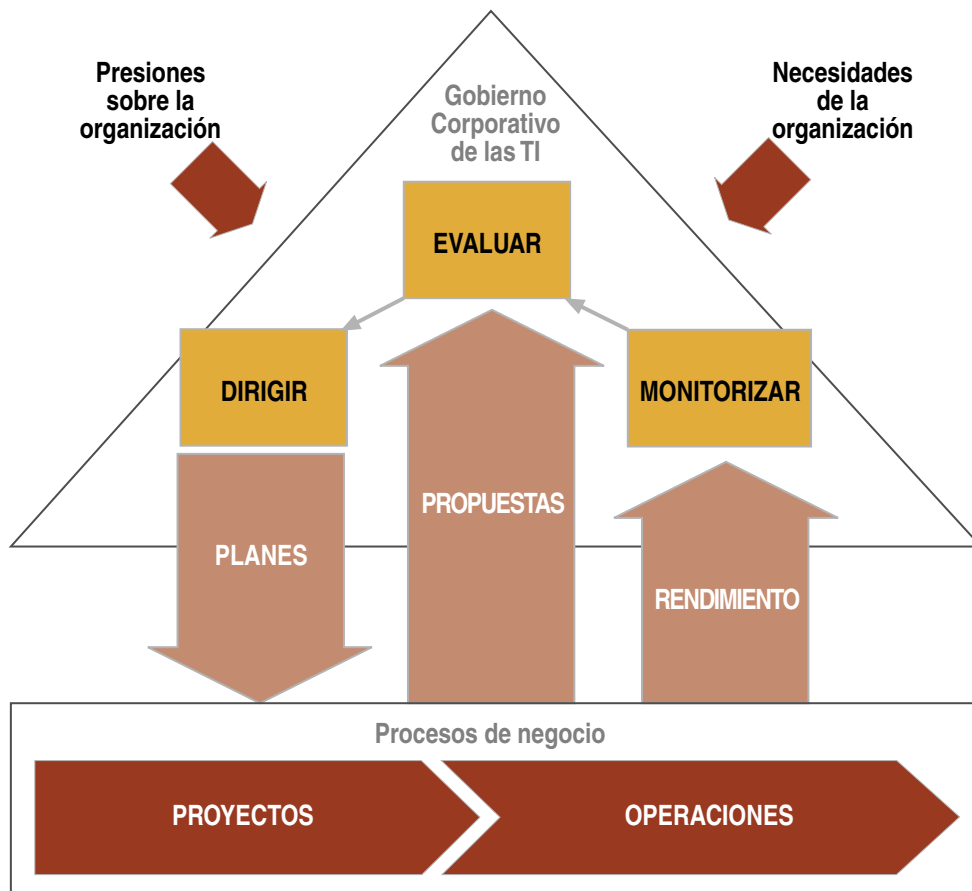 Presiones
sobre la
organización
Necesidades
de la
organización
Gobierno
Corporativo
de las TI
EVALUAR
DIRIGIR
MONITORIZAR
PROPUESTAS
PLANES
RENDIMIENTO
Procesos de negocio
PROYECTOS
OPERACIONES